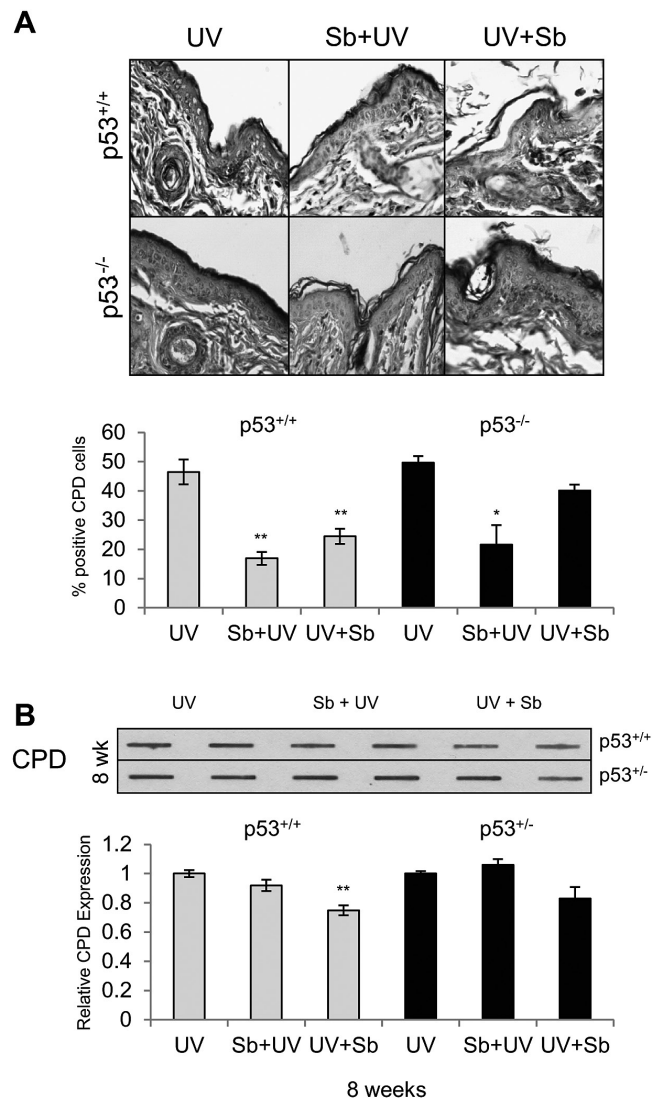 A
UV Sb+UV UV+Sb
p53+/+
p53-/-
p53+/+ p53-/-
% positive CPD cells
60
50
40
30
20
10
0
** ** *
UV Sb+UV UV+Sb UV Sb+UV UV+Sb
B
UV Sb + UV UV + Sb
CPD
8 wk
p53+/+
p53+/-
p53+/+ p53+/-
Relative CPD Expression
1.2
1
0.8
0.6
0.4
0.2
0
**
UV Sb+UV UV+Sb UV Sb+UV UV+Sb
8 weeks